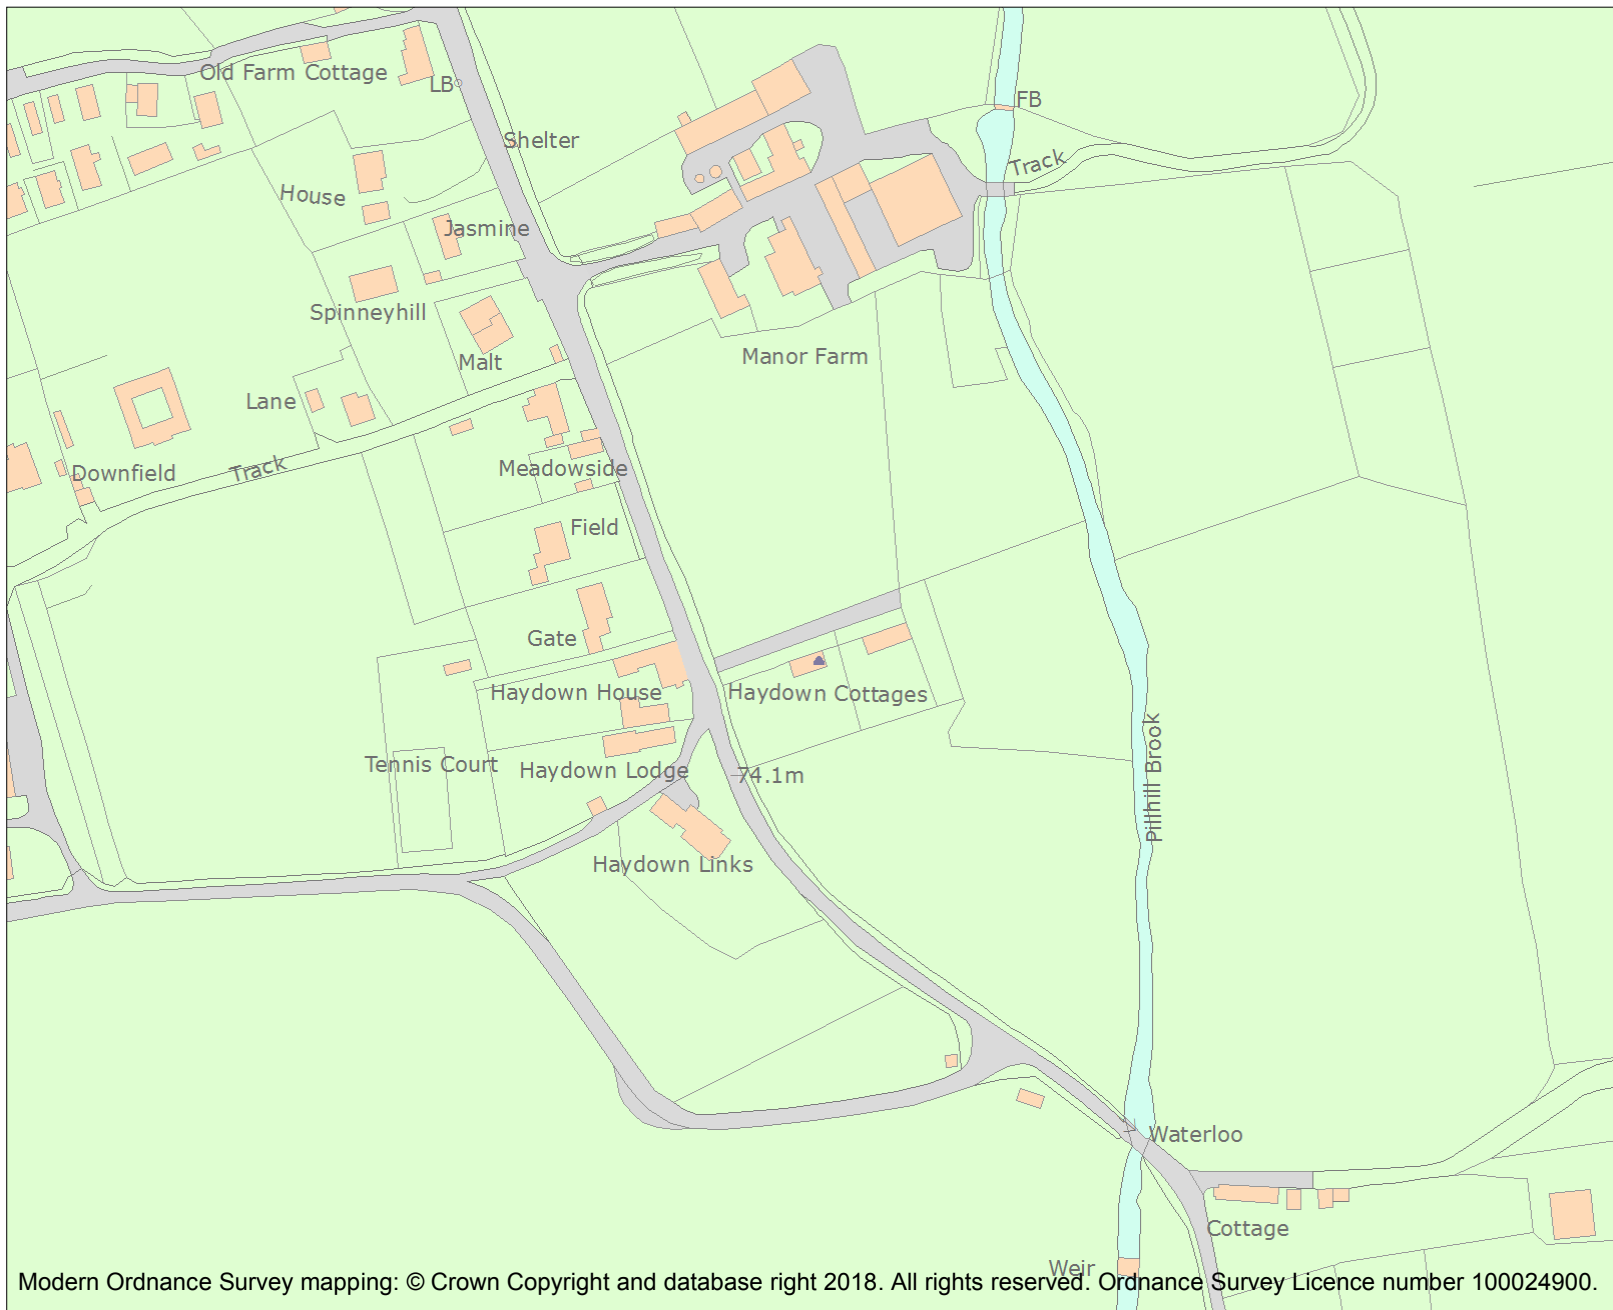 Old Farm Cottage
LB
FB
Shelter
Track
House
Jasmine
Spinneyhill
Malt
Manor Farm
Lane
Downfield
Track
Meadowside
Field
Gate
Haydown House
Haydown Cottages
Tennis Court
Haydown Lodge
74.1m
Pillhill Brook
Haydown Links
Waterloo
Cottage
Weir
Modern Ordnance Survey mapping: © Crown Copyright and database right 2018. All rights reserved. Ordnance Survey Licence number 100024900.